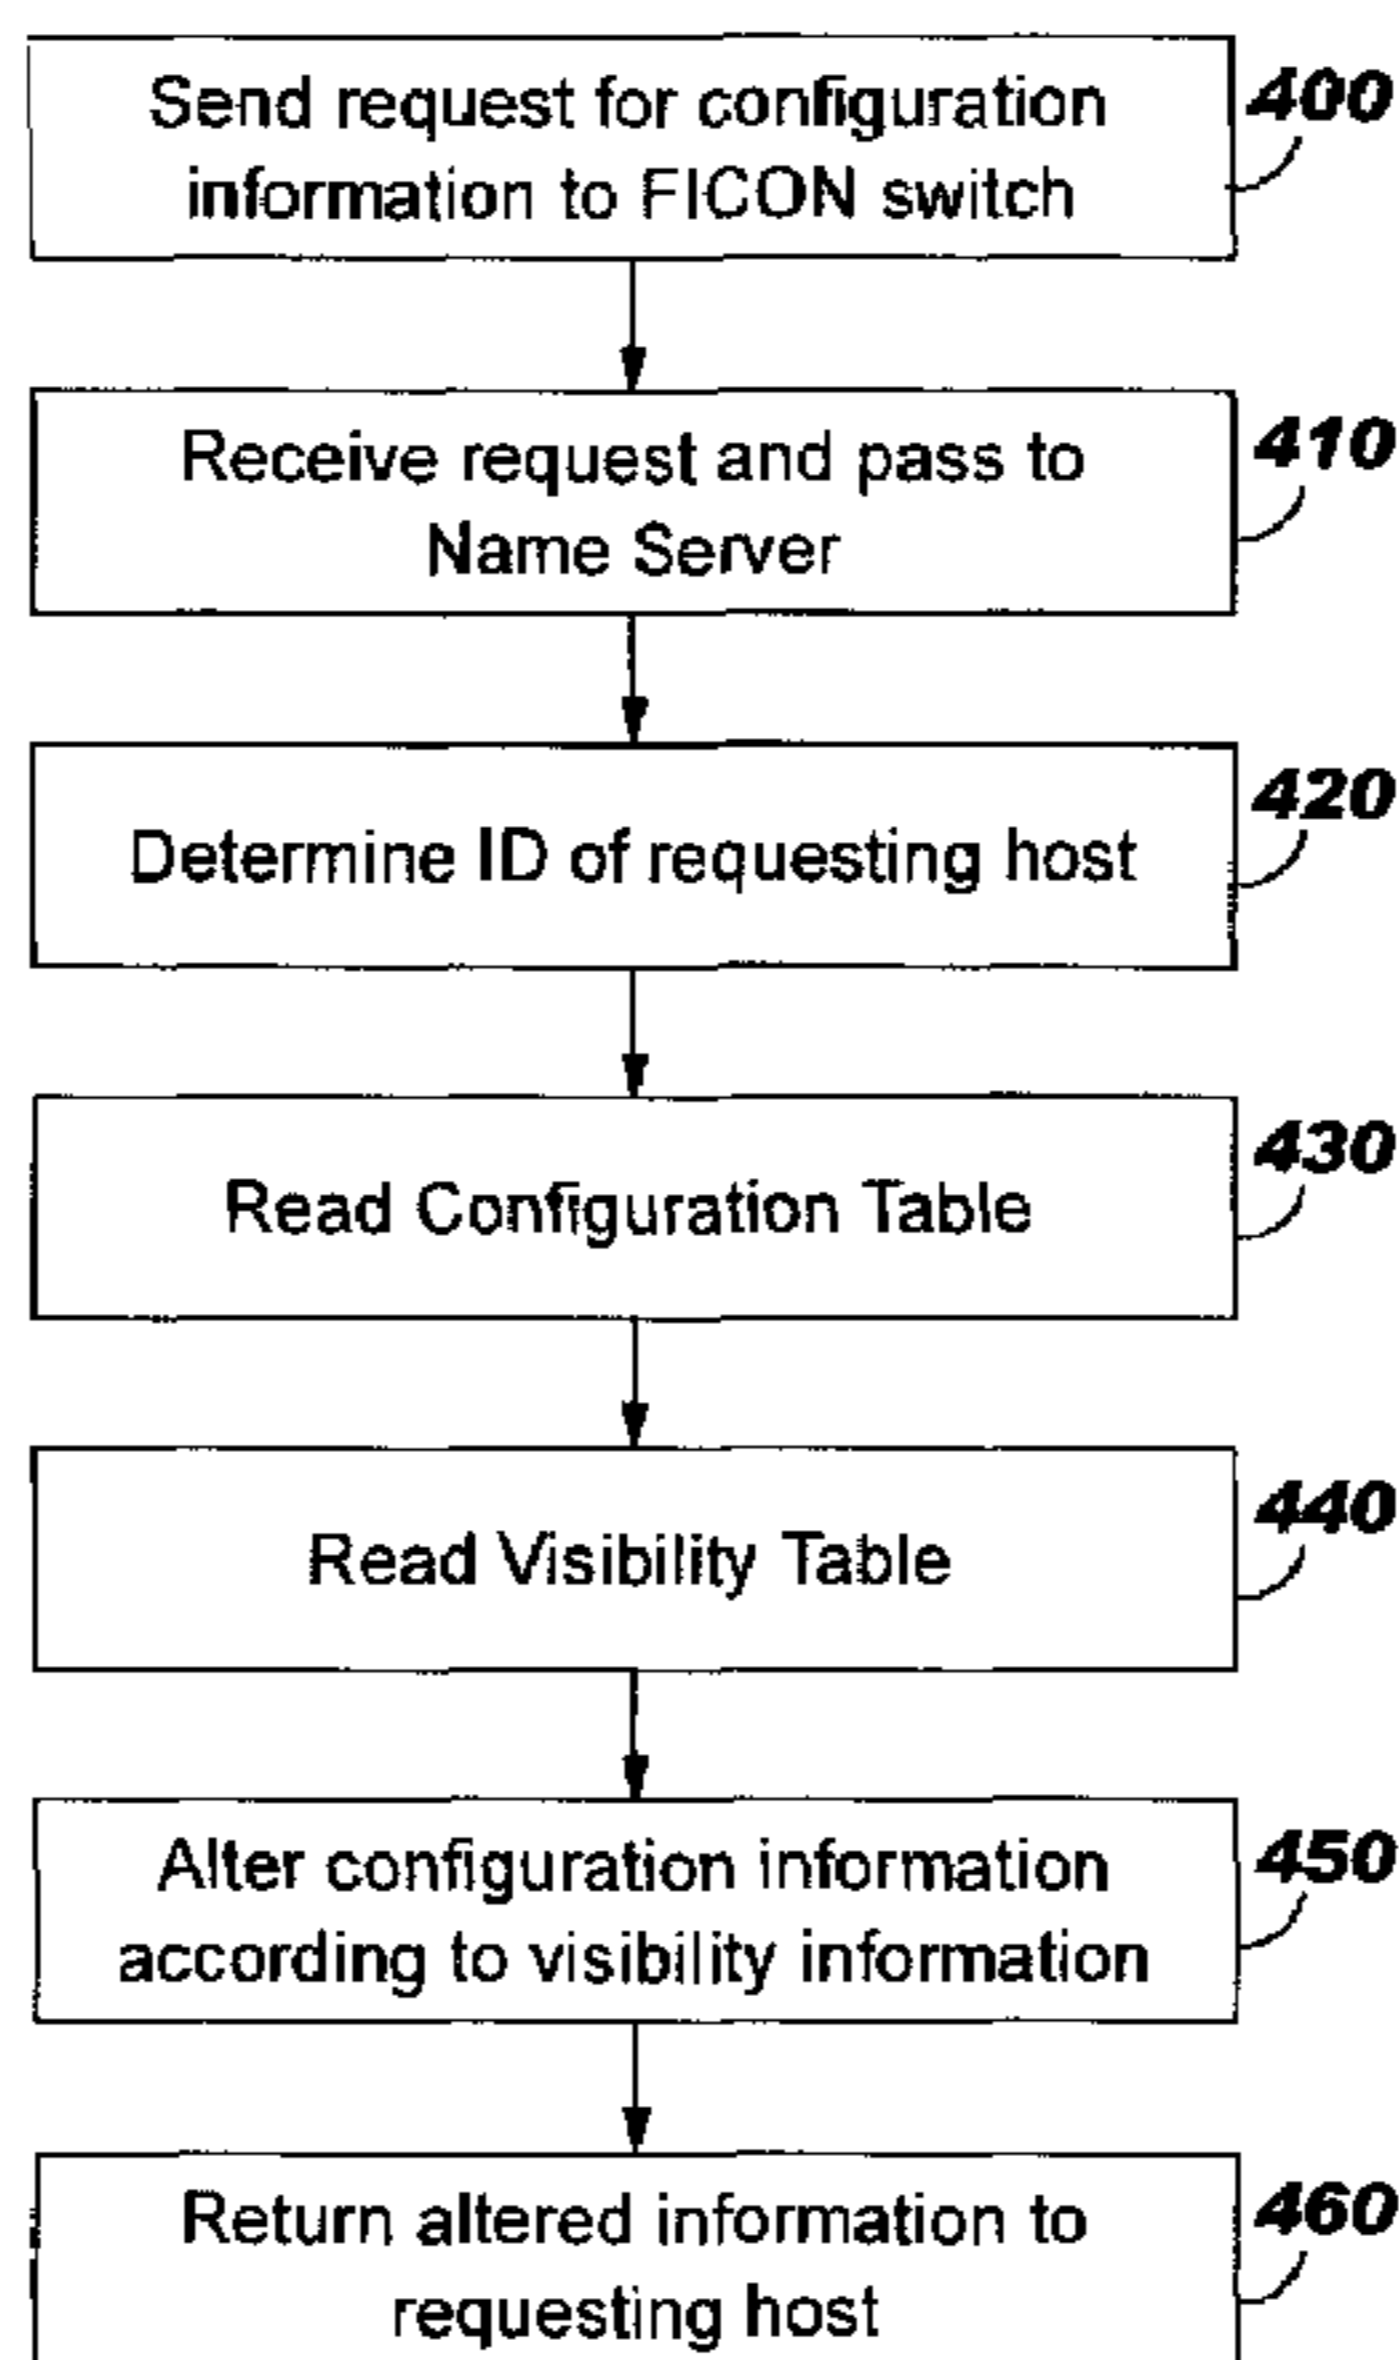 Send request for configuration
information to FICON switch
400
Receive request and pass to
Name Server
410
Determine ID of requesting host
420
Read Configuration Table
430
Read Visibility Table
440
Alter configuration information
according to visibility information
450
Return altered information to
requesting host
460